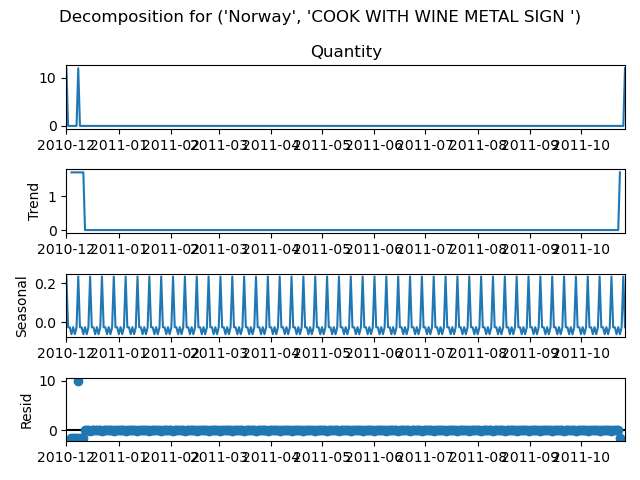 Decomposition for ('Norway', 'COOK WITH WINE METAL SIGN ')
Quantity
10
0
2010-12 2011-01 2011-02 2011-03 2011-04 2011-05 2011-06 2011-07 2011-08 2011-09 2011-10
Trend
1
0
2010-12 2011-01 2011-02 2011-03 2011-04 2011-05 2011-06 2011-07 2011-08 2011-09 2011-10
Seasonal
0.2
0.0
2010-12 2011-01 2011-02 2011-03 2011-04 2011-05 2011-06 2011-07 2011-08 2011-09 2011-10
Resid
10
0
2010-12 2011-01 2011-02 2011-03 2011-04 2011-05 2011-06 2011-07 2011-08 2011-09 2011-10